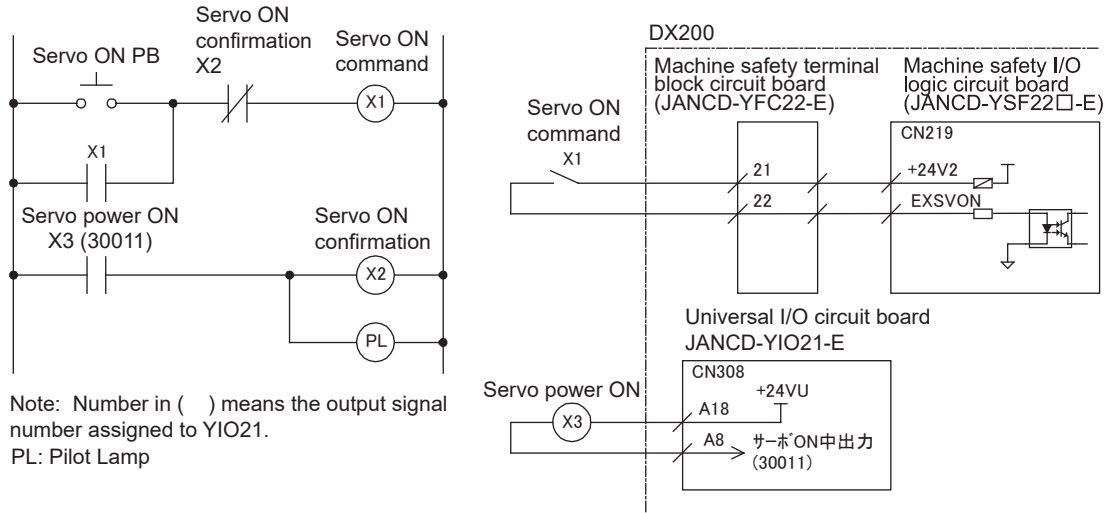 Servo ON PB
Servo ON
confirmation
X2
Servo ON
command
X1
X1
Servo power ON
X3 (30011)
Servo ON
confirmation
X2
PL
Note: Number in ( ) means the output signal
number assigned to YIO21.
PL: Pilot Lamp
DX200
Machine safety terminal
block circuit board
(JANCD-YFC22-E)
Machine safety I/O
logic circuit board
(JANCD-YSF22□-E)
Servo ON
command
X1
21
22
CN219
+24V2
EXSVON
Universal I/O circuit board
JANCD-YIO21-E
CN308
Servo power ON
X3
A18
+24VU
A8
サーボON中出力
(30011)